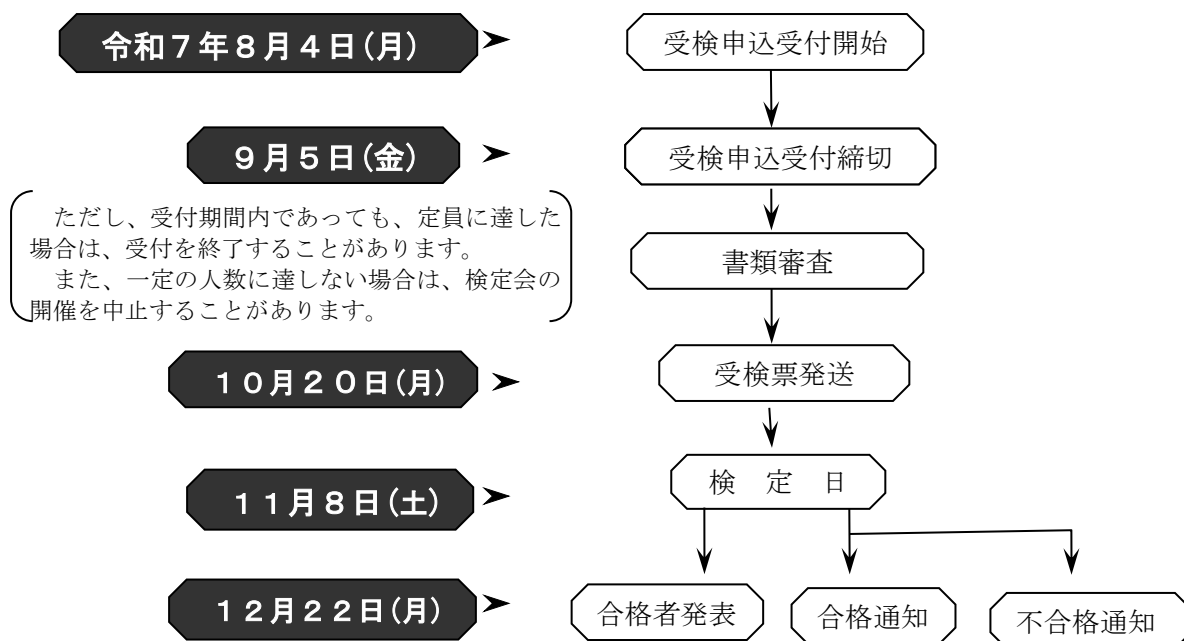 令和７年８月４日(月)
受検申込受付開始
９月５日(金)
受検申込受付締切
ただし、受付期間内であっても、定員に達した
場合は、受付を終了することがあります。
また、一定の人数に達しない場合は、検定会の
開催を中止することがあります。
書類審査
１０月２０日(月)
受検票発送
１１月８日(土)
検　定　日
１２月２２日(月)
合格者発表
合格通知
不合格通知